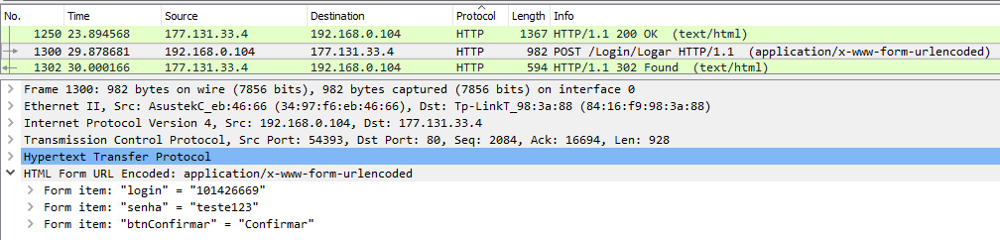 No. Time Source Destination Protocol Length Info
1250 23.894568 177.131.33.4 192.168.0.104 HTTP 1367 HTTP/1.1 200 OK (text/html)
1300 29.878681 192.168.0.104 177.131.33.4 HTTP 982 POST /Login/Logar HTTP/1.1 (application/x-www-form-urlencoded)
1302 30.000166 177.131.33.4 192.168.0.104 HTTP 594 HTTP/1.1 302 Found (text/html)
Frame 1300: 982 bytes on wire (7856 bits), 982 bytes captured (7856 bits) on interface 0
Ethernet II, Src: AsustekC_eb:46:66 (34:97:f6:eb:46:66), Dst: Tp-LinkT_98:3a:88 (84:16:f9:98:3a:88)
Internet Protocol Version 4, Src: 192.168.0.104, Dst: 177.131.33.4
Transmission Control Protocol, Src Port: 54393, Dst Port: 80, Seq: 2084, Ack: 16694, Len: 928
Hypertext Transfer Protocol
HTML Form URL Encoded: application/x-www-form-urlencoded
Form item: "login" = "101426669"
Form item: "senha" = "teste123"
Form item: "btnConfirmar" = "Confirmar"